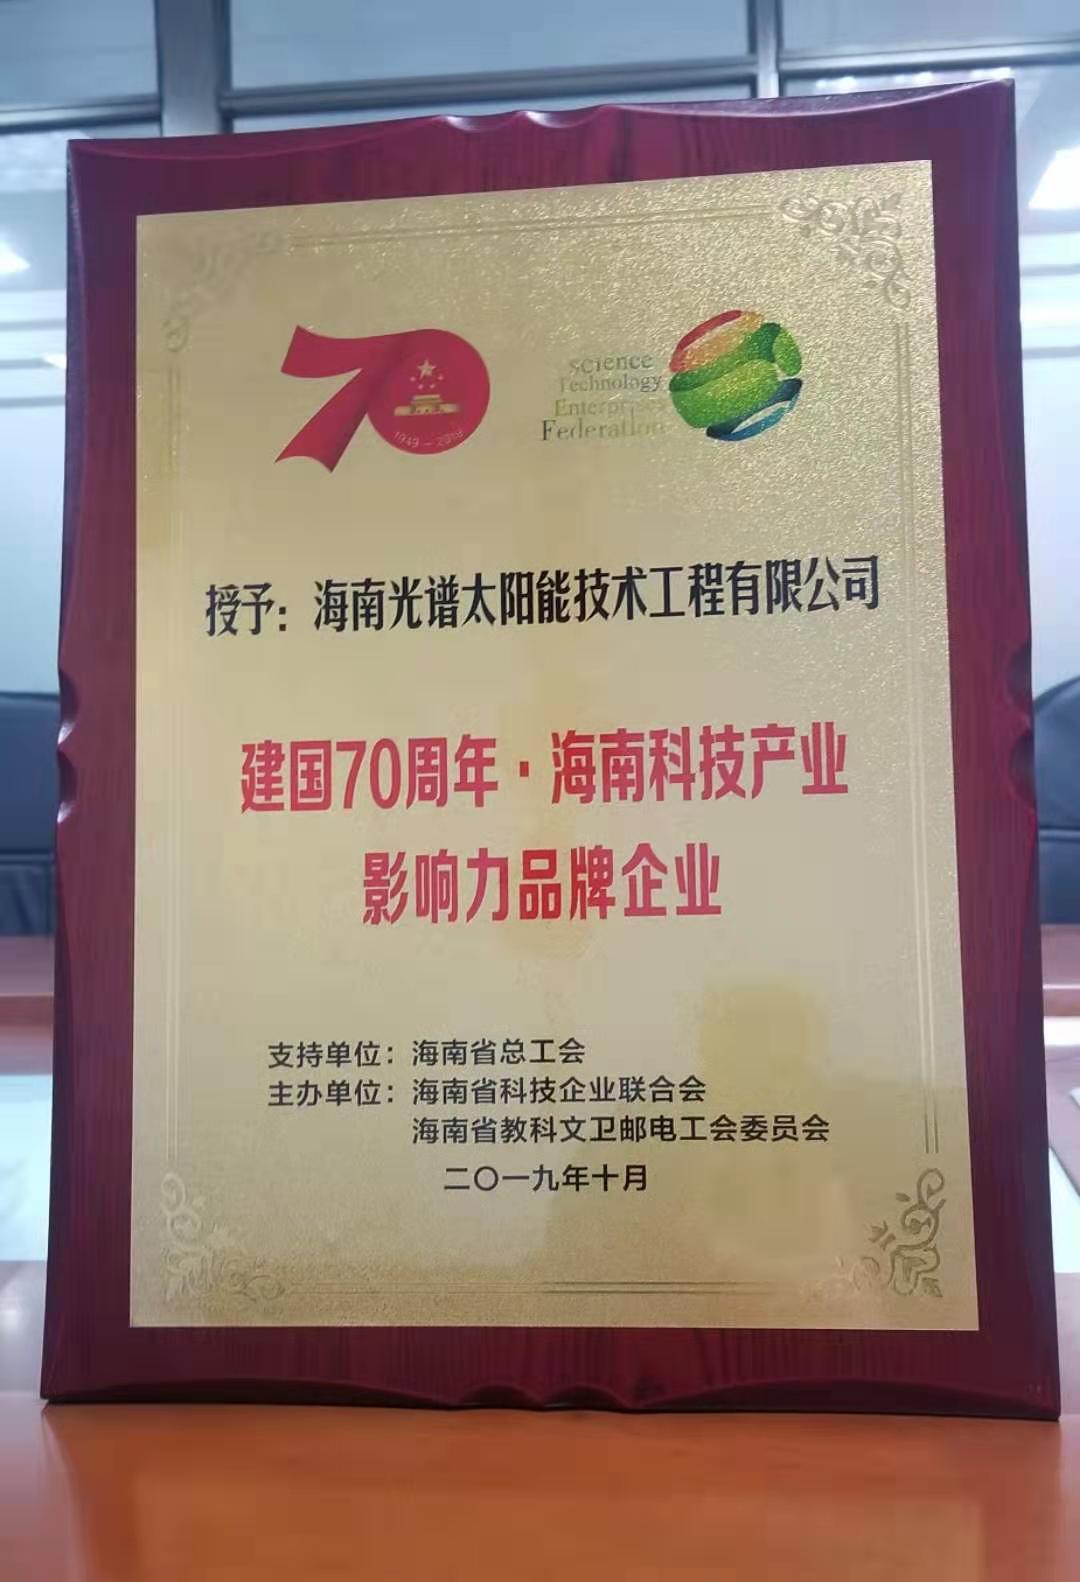 1949-2019
Science
Technology
Enterprises
Federation
授予：海南光谱太阳能技术工程有限公司
建国70周年·海南科技产业
影响力品牌企业
支持单位：海南省总工会
主办单位：海南省科技企业联合会
海南省教科文卫邮电工会委员会
二〇一九年十月